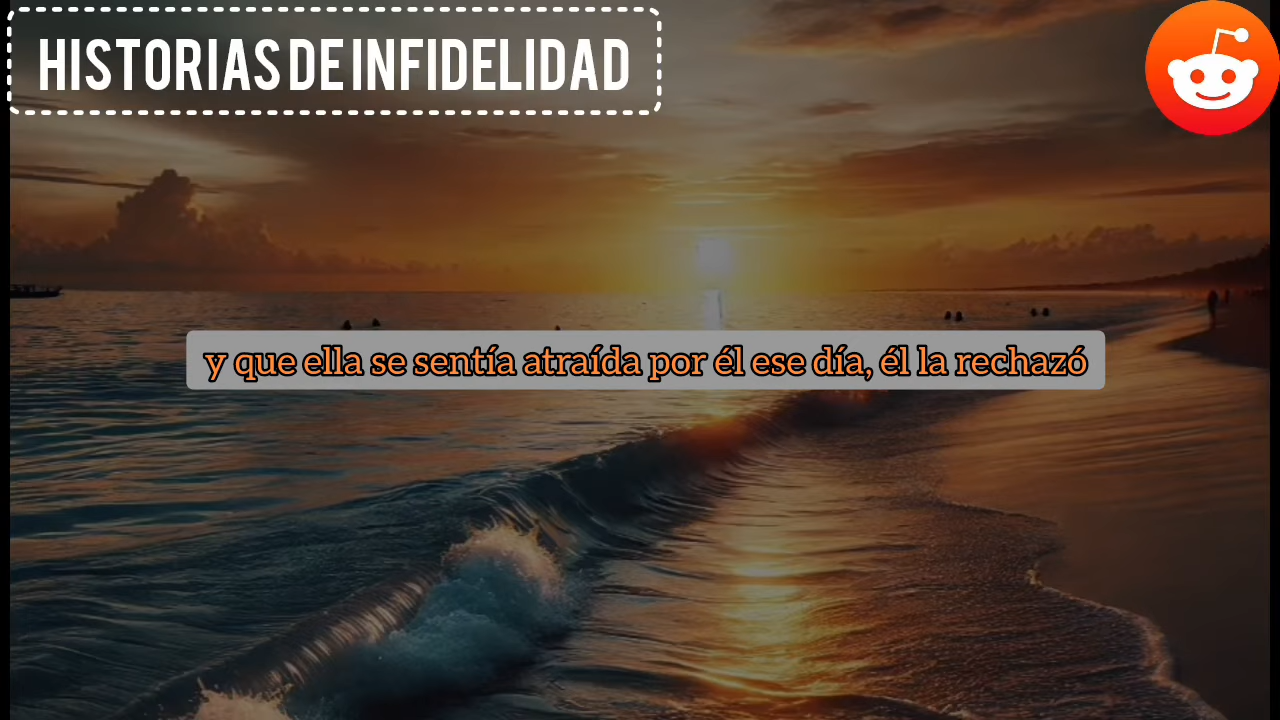 HISTORIAS DE INFIDELIDAD
y que ella se sentía atraída por él ese día, él la rechazó